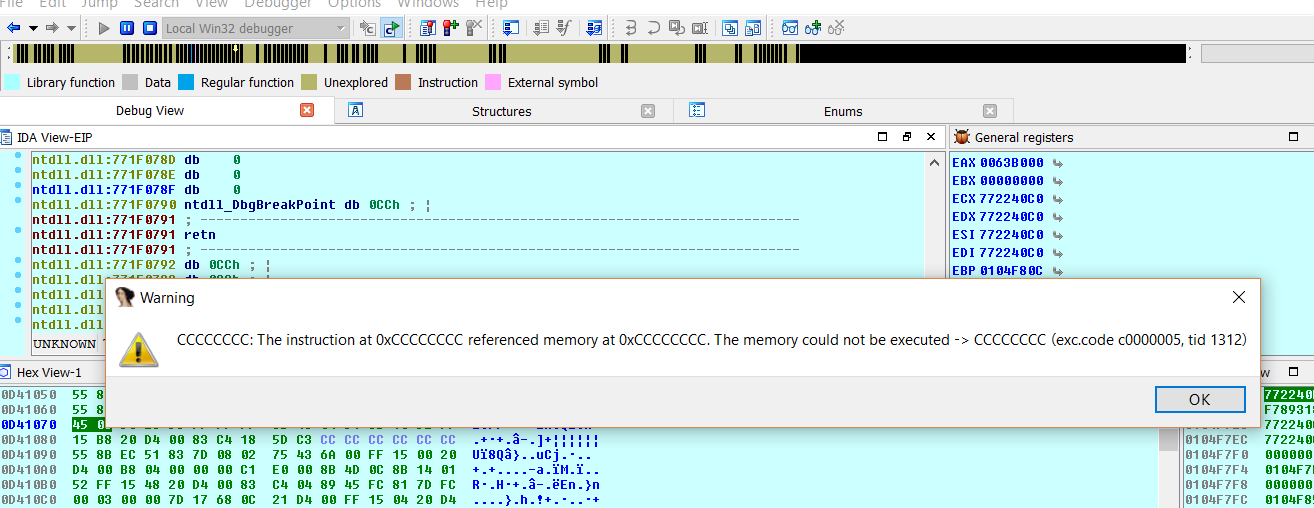 File Edit Jump Search View Debugger Options Windows Help
Local Win32 debugger
Library function Data Regular function Unexplored Instruction External symbol
Debug View Structures Enums
IDA View-EIP
ntdll.dll:771F078D db 0
ntdll.dll:771F078E db 0
ntdll.dll:771F078F db 0
ntdll.dll:771F0790 ntdll_DbgBreakPoint db 0CCh ; ¦
ntdll.dll:771F0791 ; ---------------------------------------------------------------------------
ntdll.dll:771F0791 retn
ntdll.dll:771F0791 ; ---------------------------------------------------------------------------
ntdll.dll:771F0792 db 0CCh ; ¦
UNKNOWN
General registers
EAX 0063B000
EBX 00000000
ECX 772240C0
EDX 772240C0
ESI 772240C0
EDI 772240C0
EBP 0104F80C
Warning
CCCCCCCC: The instruction at 0xCCCCCCCC referenced memory at 0xCCCCCCCC. The memory could not be executed -> CCCCCCCC (exc.code c0000005, tid 1312)
OK
Hex View-1
0D41050 55 8
0D41060 55 8
0D41070 45 0
0D41080 15 B8 20 D4 00 83 C4 18 5D C3 CC CC CC CC CC CC .+·+.â-.]+¦¦¦¦¦¦
0D41090 55 8B EC 51 83 7D 08 02 75 43 6A 00 FF 15 00 20 Uï8Qâ}..uCj.·..
0D410A0 D4 00 B8 04 00 00 00 C1 E0 00 8B 4D 0C 8B 14 01 +.+....-a.ïM.ï..
0D410B0 52 FF 15 48 20 D4 00 83 C4 04 89 45 FC 81 7D FC R·.H·+.â-.ëEn.}n
0D410C0 00 03 00 00 7D 17 68 0C 21 D4 00 FF 15 04 20 D4 ....}.h.!+.·..·+
772240
F78931
0104F7EC 772240
0104F7F0 000000
0104F7F4 0104F
0104F7F8 000000
0104F7FC 0104F8